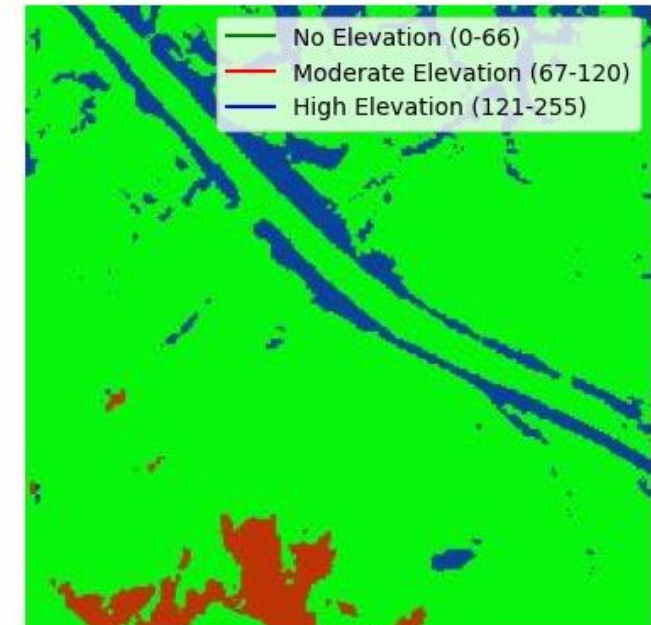 No Elevation (0-66)
Moderate Elevation (67-120)
High Elevation (121-255)